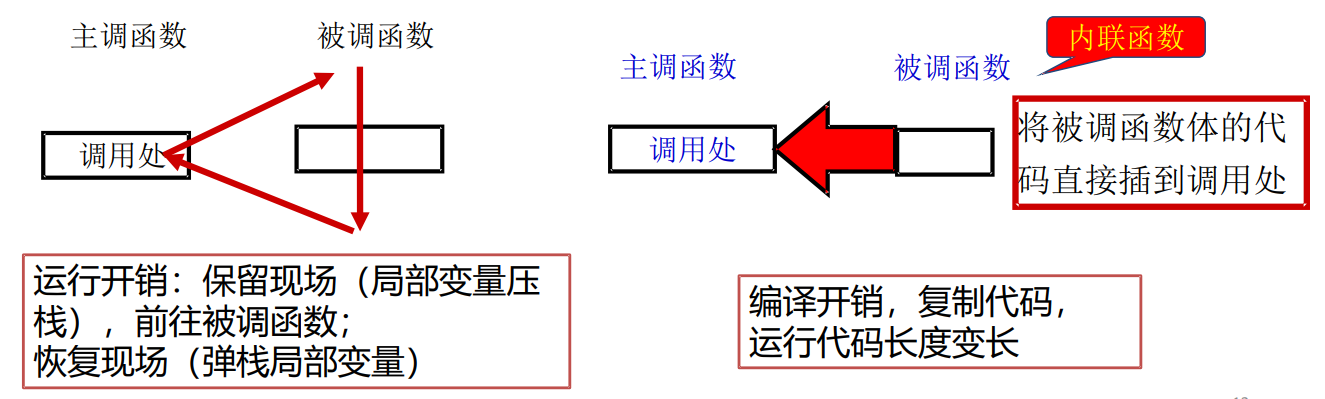 主调函数
被调函数
调用处
运行开销：保留现场（局部变量压
栈），前往被调函数；
恢复现场（弹栈局部变量）
内联函数
主调函数
被调函数
调用处
将被调函数体的代
码直接插到调用处
编译开销，复制代码，
运行代码长度变长